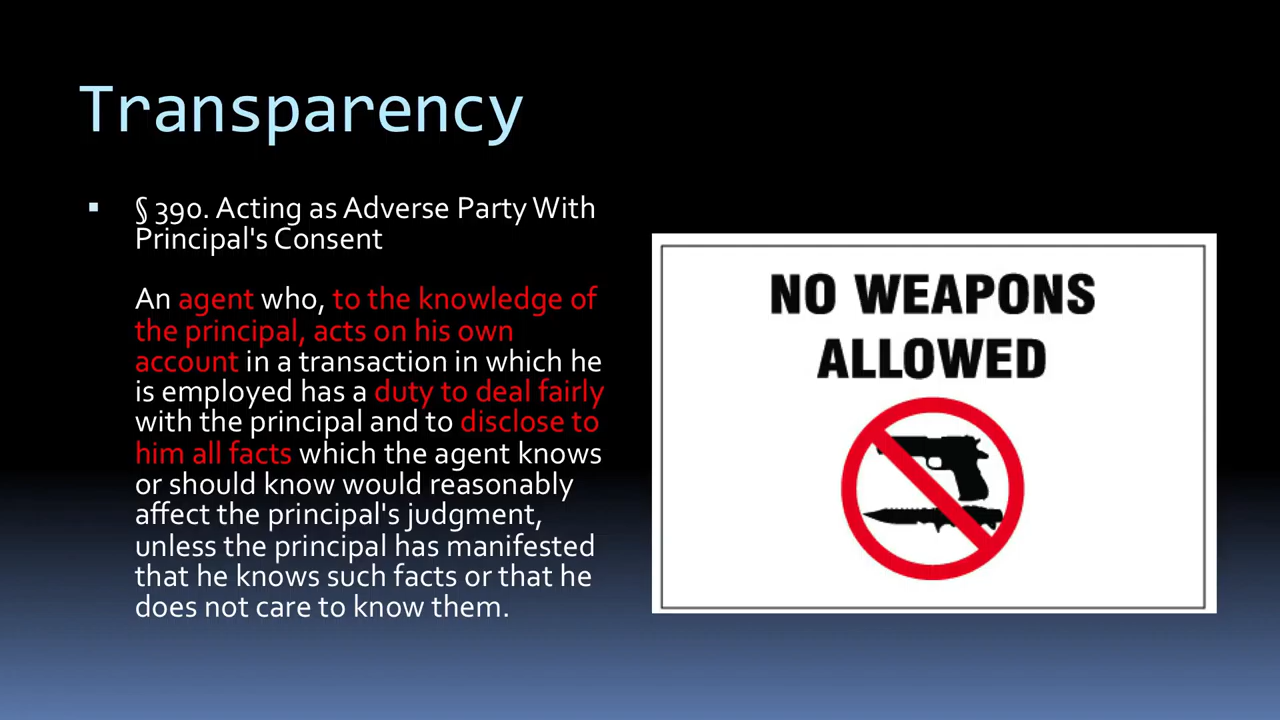 Transparency
§ 390. Acting as Adverse Party With
Principal's Consent
An agent who, to the knowledge of
the principal, acts on his own
account in a transaction in which he
is employed has a duty to deal fairly
with the principal and to disclose to
him all facts which the agent knows
or should know would reasonably
affect the principal's judgment,
unless the principal has manifested
that he knows such facts or that he
does not care to know them.
NO WEAPONS
ALLOWED